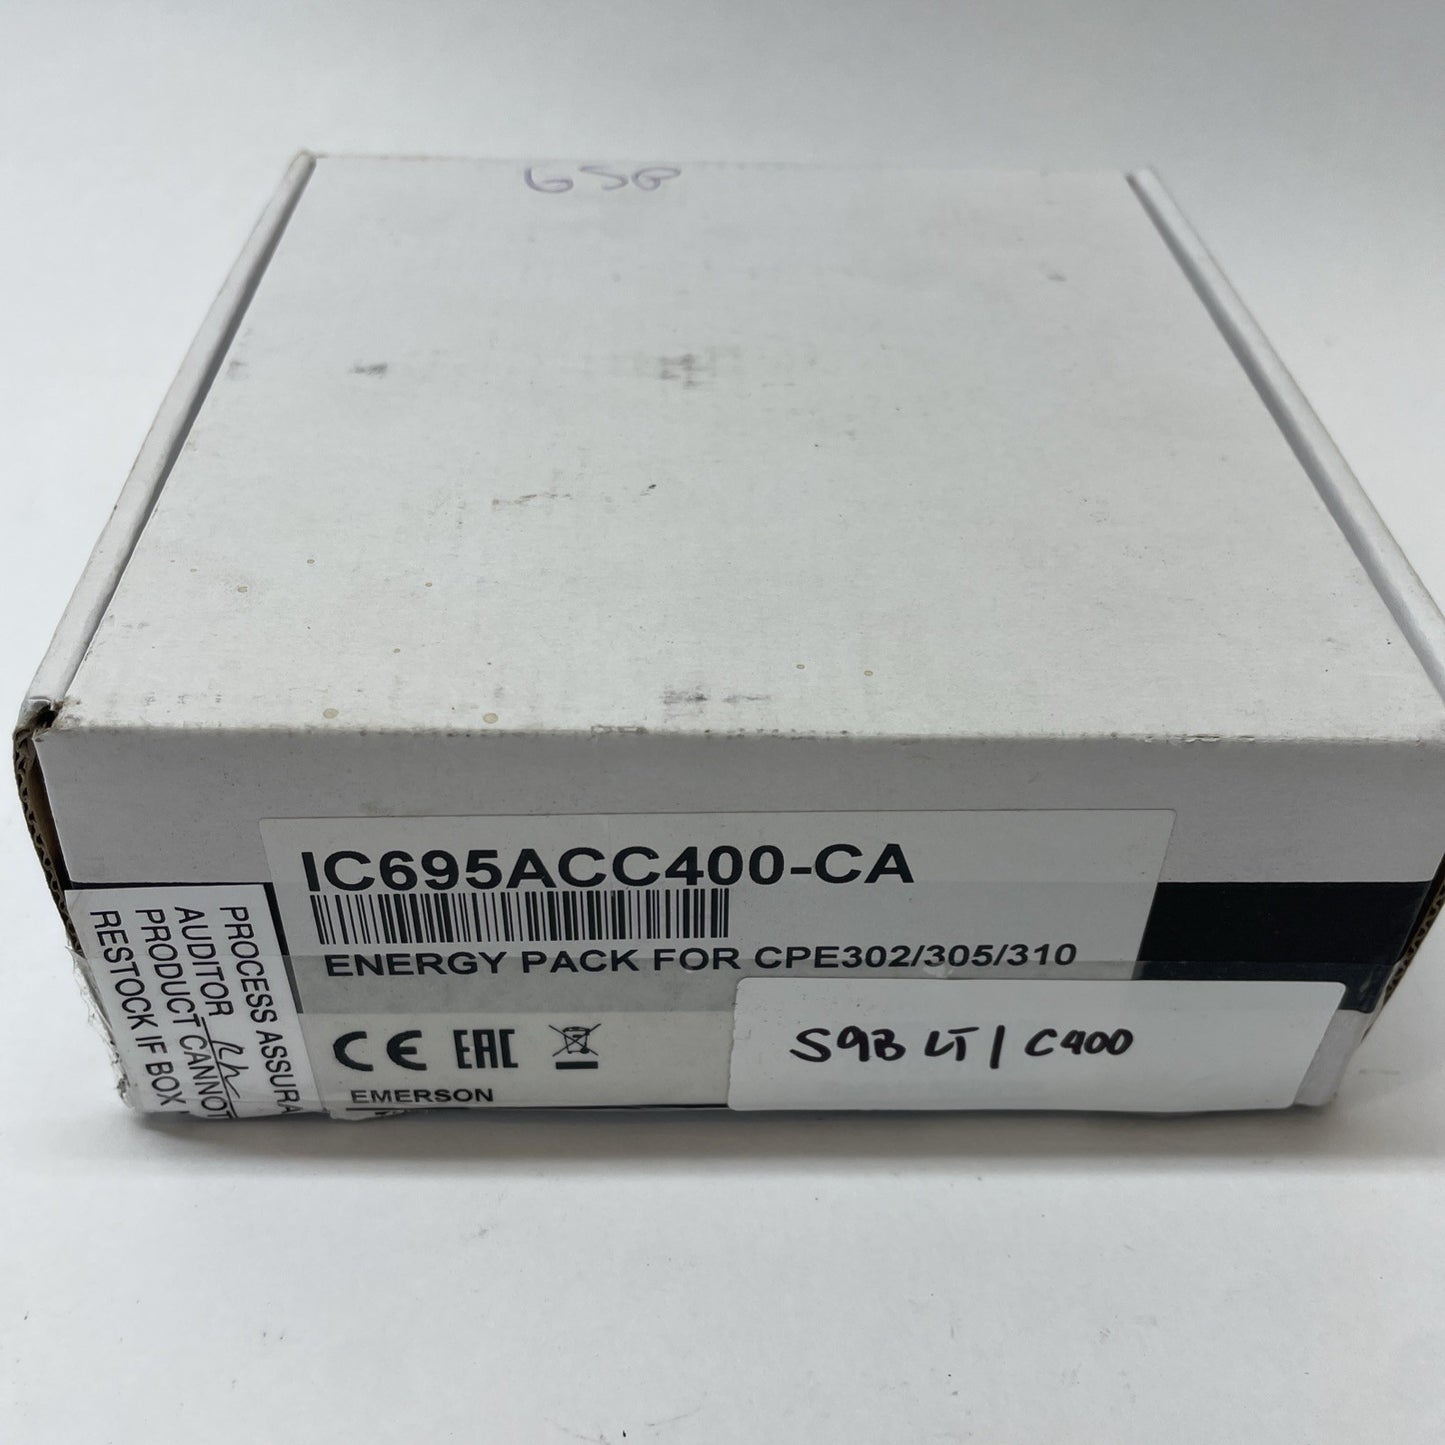 GSP
IC695ACC400-CA
ENERGY PACK FOR CPE302/305/310
CE EAC
EMERSON
S9B LT / C400
PROCESS ASSURA
AUDITOR
PRODUCT CANNOT
RESTOCK IF BOX